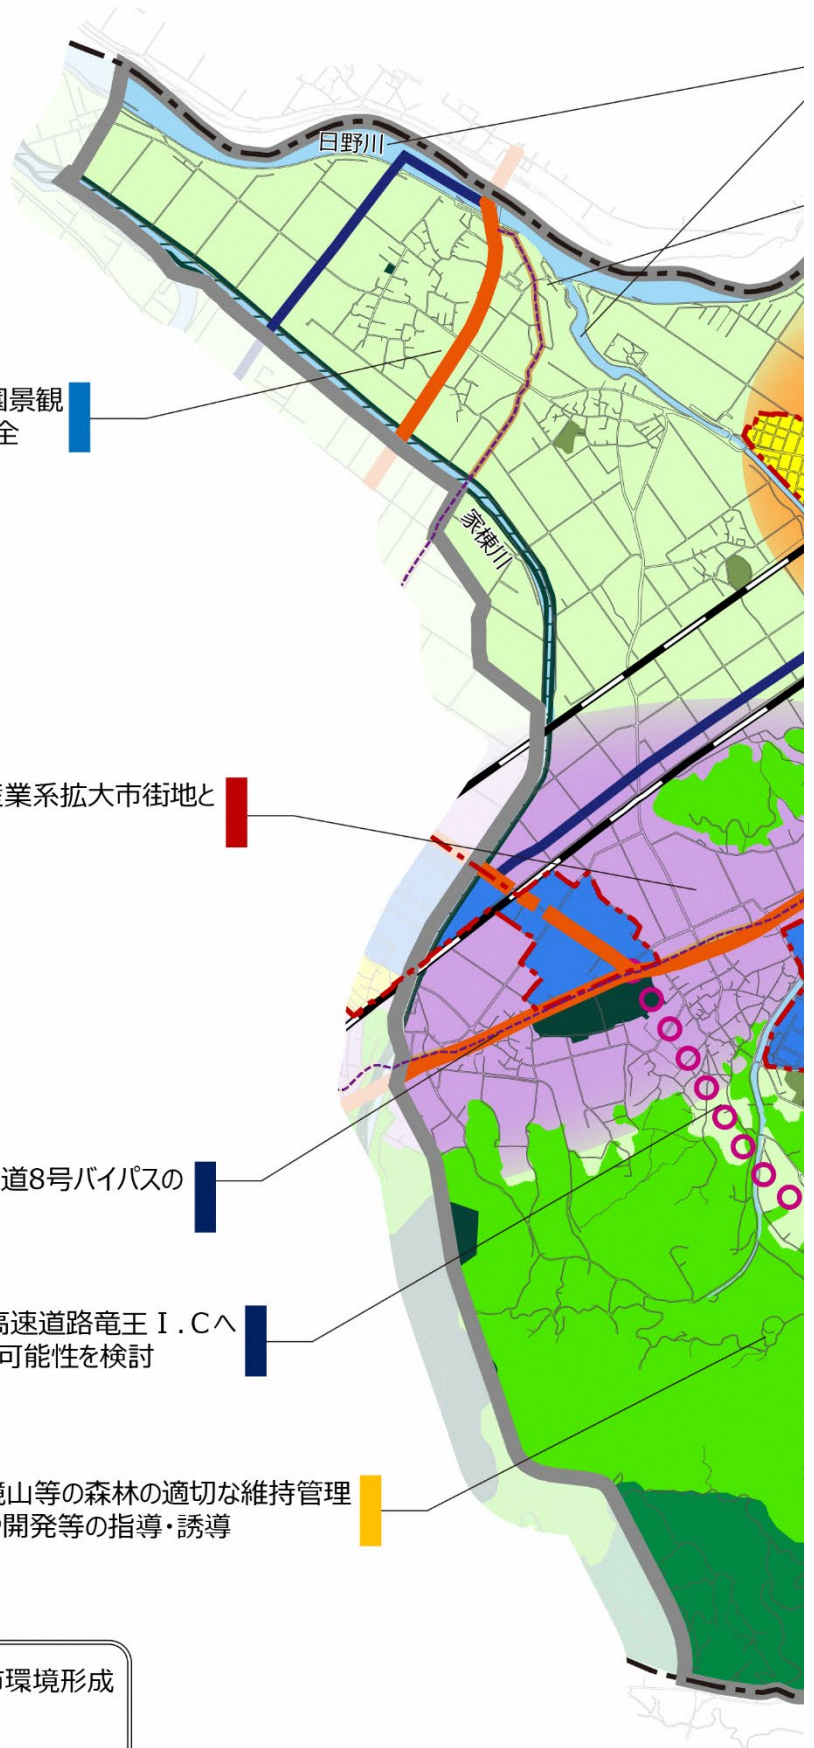 日野川
園景観
全
家棟川
産業系拡大市街地と
道8号バイパスの
高速道路竜王Ⅰ.Cへ
可能性を検討
鏡山等の森林の適切な維持管理
開発等の指導・誘導
市環境形成